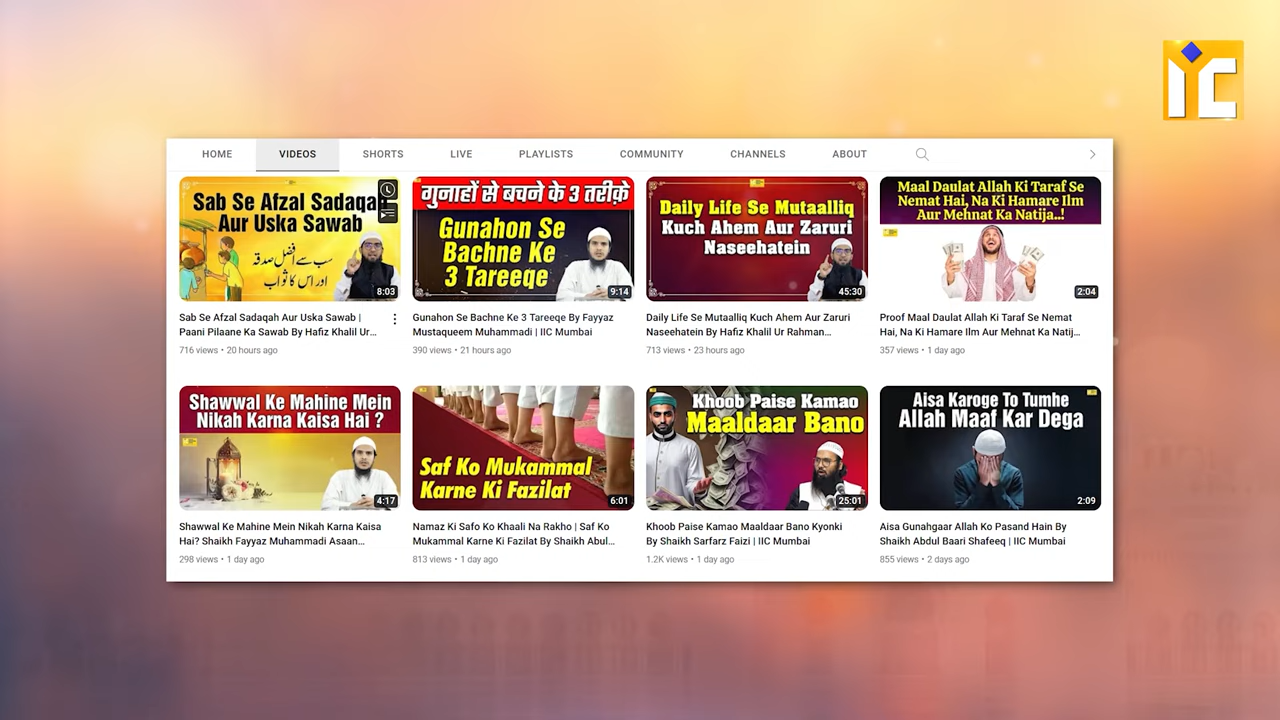 IYC
HOME VIDEOS SHORTS LIVE PLAYLISTS COMMUNITY CHANNELS ABOUT
Sab Se Afzal Sadaqah
Aur Uska Sawab
سب سے افضل صدقہ
اور اس کا ثواب
8:03
गुनाहों से बचने के 3 तरीक़े
Gunahon Se
Bachne Ke
3 Tareeqe
9:14
Daily Life Se Mutaalliq
Kuch Ahem Aur Zaruri
Naseehatein
45:30
Maal Daulat Allah Ki Taraf Se
Nemat Hai, Na Ki Hamare Ilm
Aur Mehnat Ka Natija..!
2:04
Sab Se Afzal Sadaqah Aur Uska Sawab |
Paani Pilaane Ka Sawab By Hafiz Khalil Ur...
716 views • 20 hours ago
Gunahon Se Bachne Ke 3 Tareeqe By Fayyaz
Mustaqueem Muhammadi | IIC Mumbai
390 views • 21 hours ago
Daily Life Se Mutaalliq Kuch Ahem Aur Zaruri
Naseehatein By Hafiz Khalil Ur Rahman...
713 views • 23 hours ago
Proof Maal Daulat Allah Ki Taraf Se Nemat
Hai, Na Ki Hamare Ilm Aur Mehnat Ka Natij...
357 views • 1 day ago
Shawwal Ke Mahine Mein
Nikah Karna Kaisa Hai ?
4:17
Saf Ko Mukammal
Karne Ki Fazilat
6:01
Khoob Paise Kamao
Maaldaar Bano
25:01
Aisa Karoge To Tumhe
Allah Maaf Kar Dega
2:09
Shawwal Ke Mahine Mein Nikah Karna Kaisa
Hai? Shaikh Fayyaz Muhammadi Asaan...
298 views • 1 day ago
Namaz Ki Safo Ko Khaali Na Rakho | Saf Ko
Mukammal Karne Ki Fazilat By Shaikh Abul...
813 views • 1 day ago
Khoob Paise Kamao Maaldaar Bano Kyonki
By Shaikh Sarfarz Faizi | IIC Mumbai
1.2K views • 1 day ago
Aisa Gunahgaar Allah Ko Pasand Hain By
Shaikh Abdul Baari Shafeeq | IIC Mumbai
855 views • 2 days ago